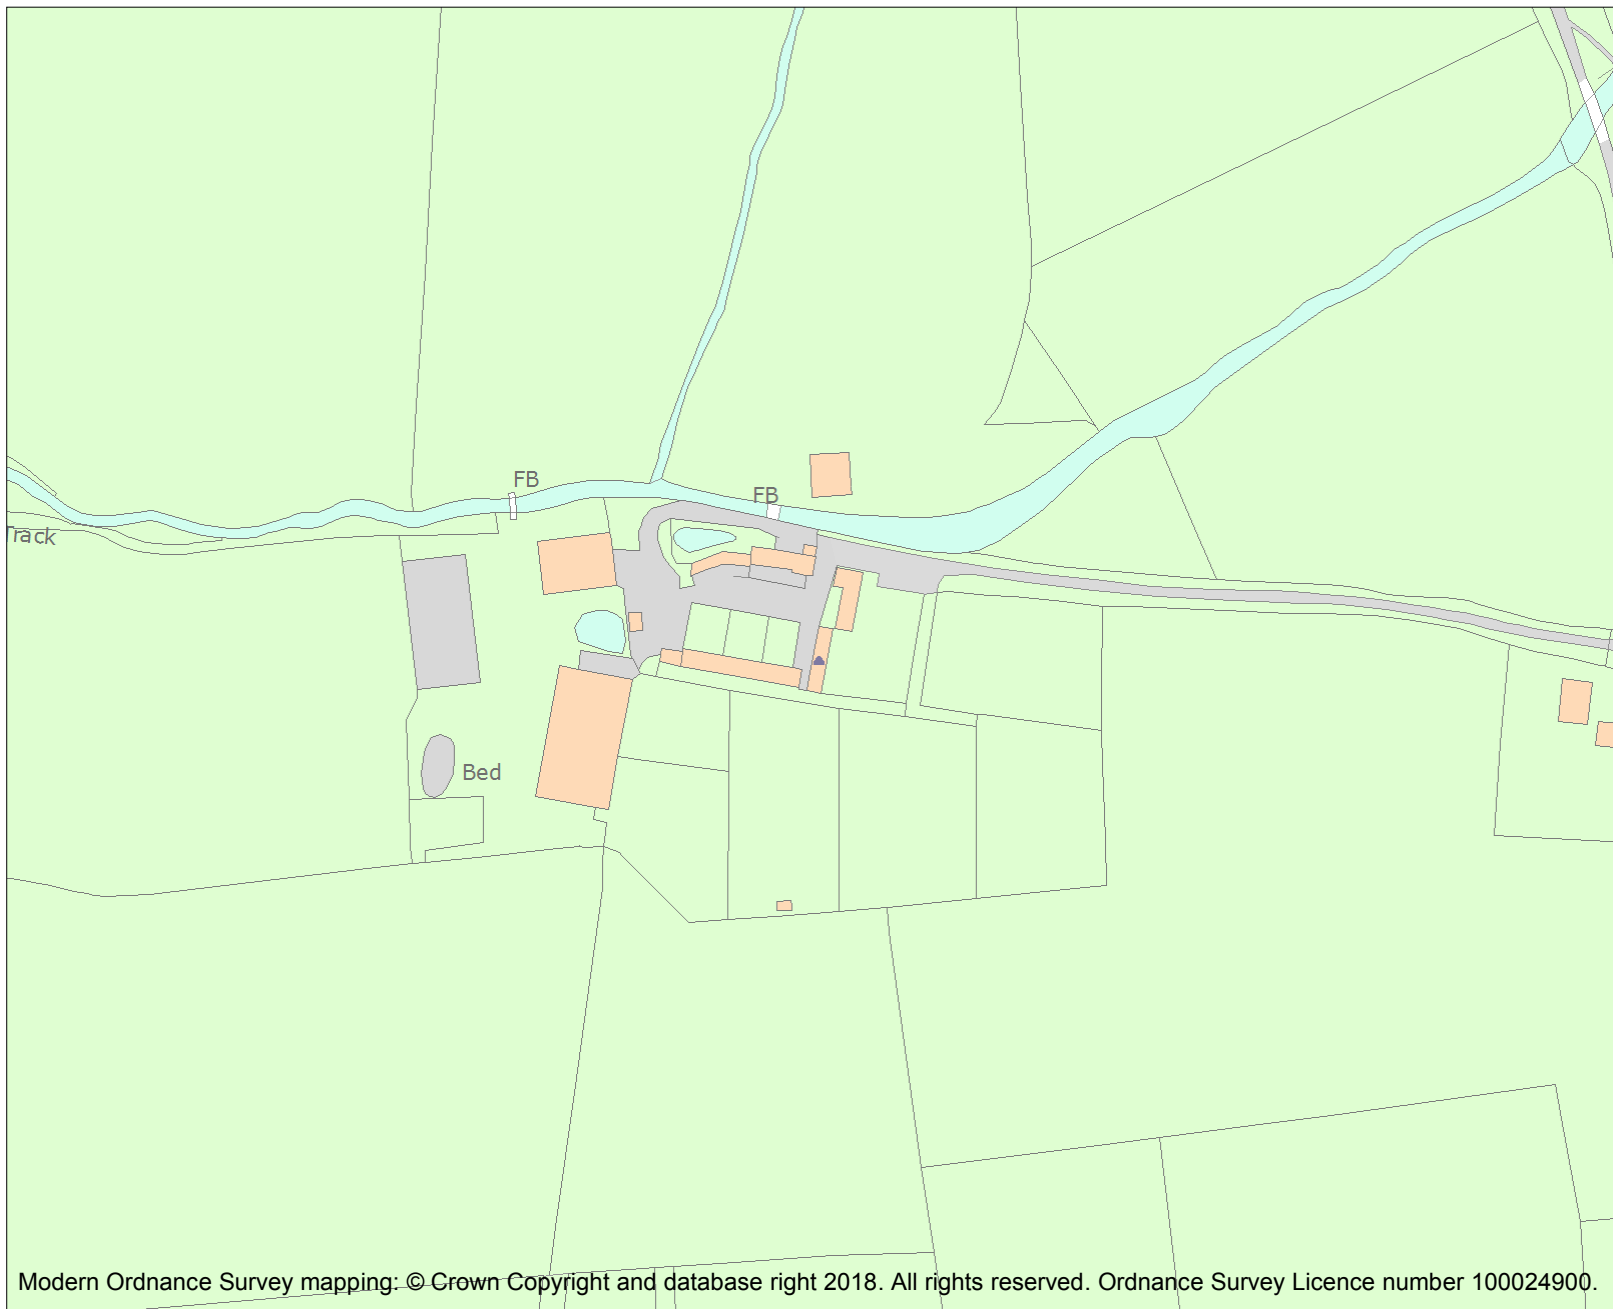 FB
FB
Track
Bed
Modern Ordnance Survey mapping: © Crown Copyright and database right 2018. All rights reserved. Ordnance Survey Licence number 100024900.